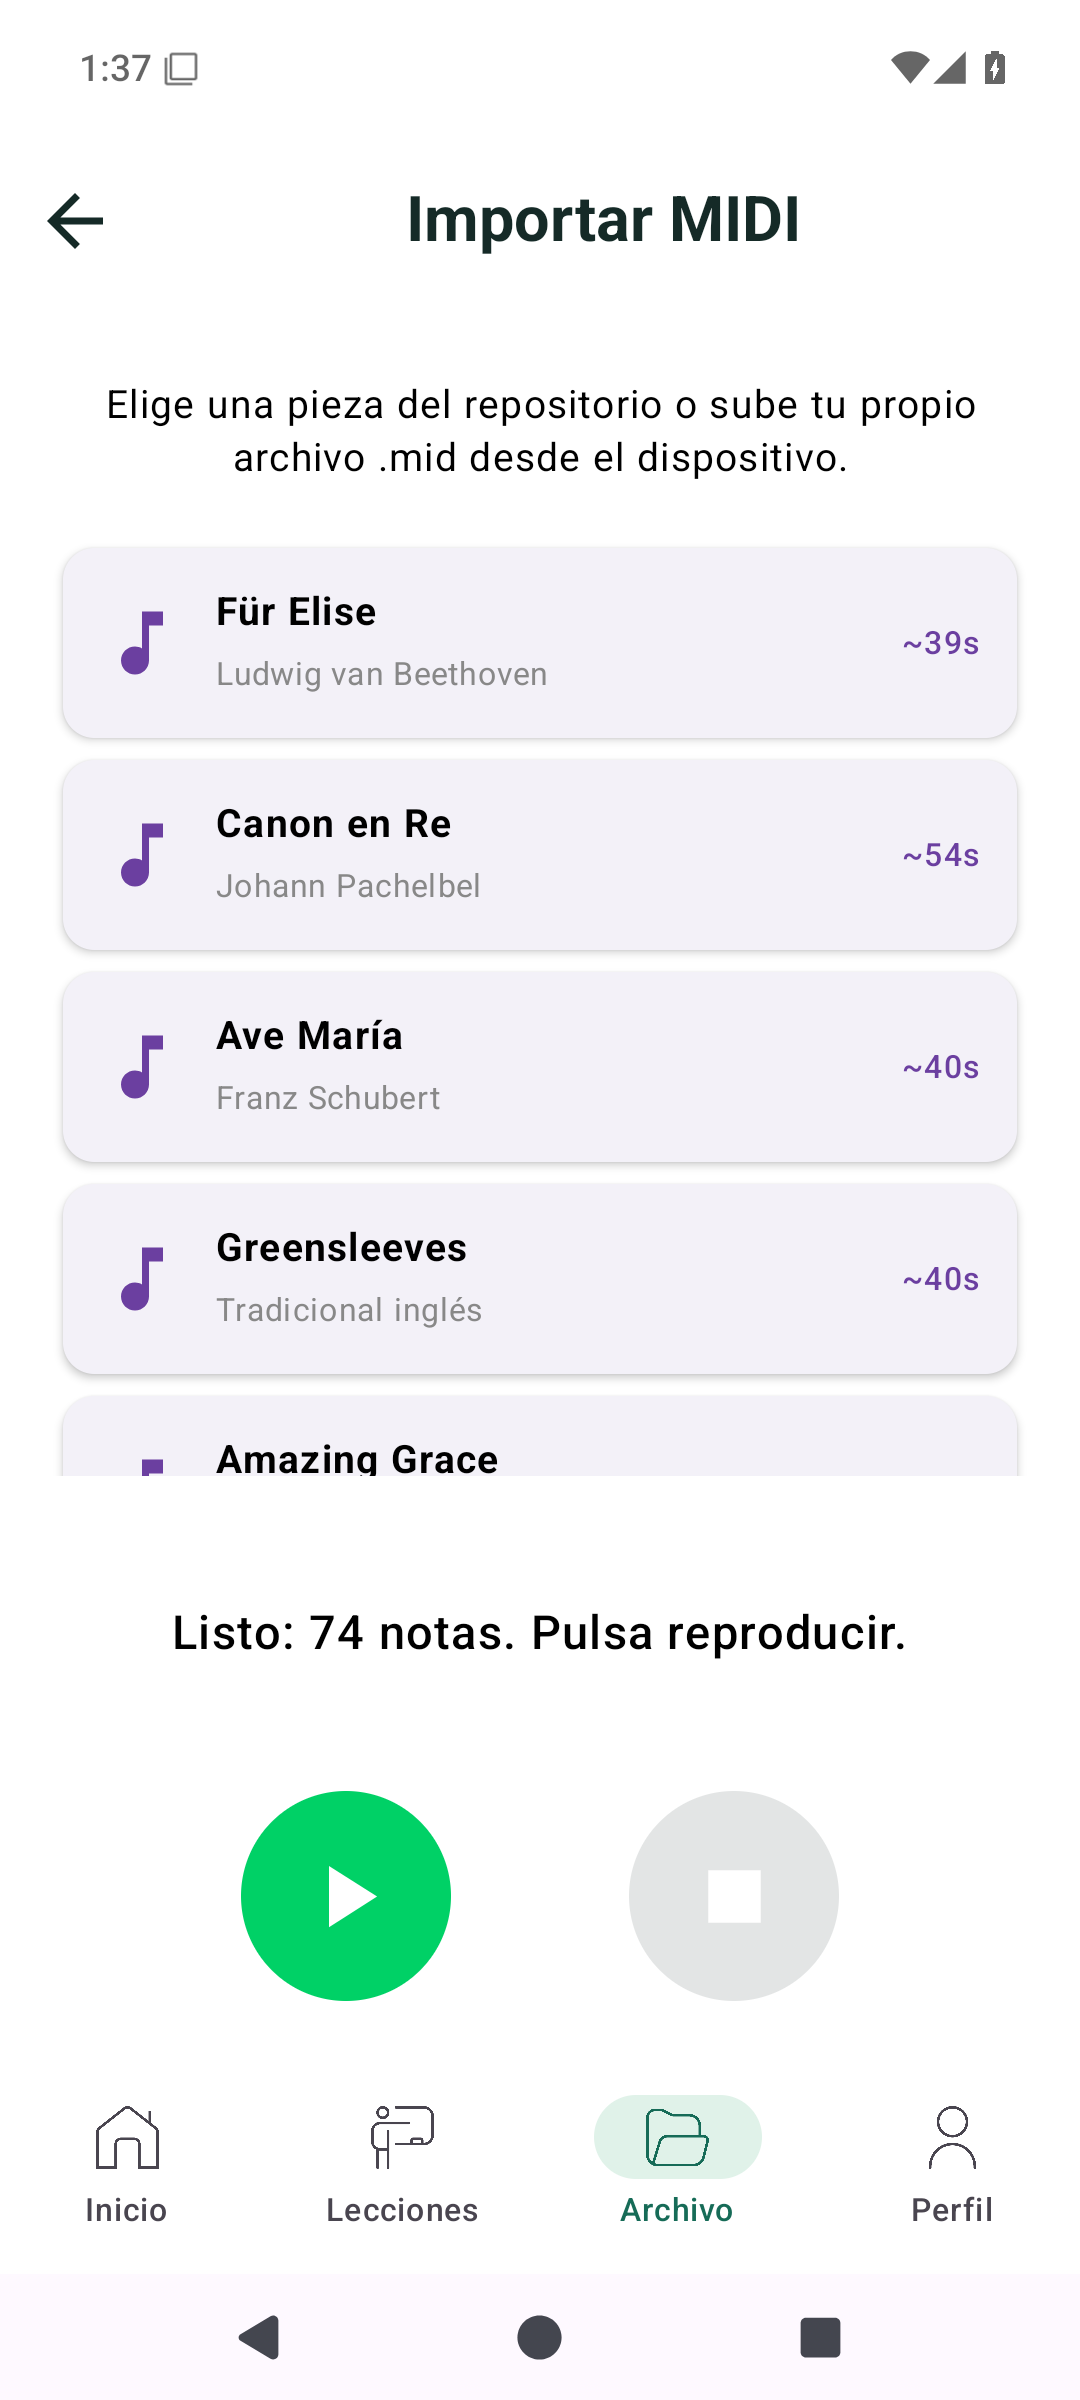 1:37
Importar MIDI
Elige una pieza del repositorio o sube tu propio
archivo .mid desde el dispositivo.
Für Elise
Ludwig van Beethoven
~39s
Canon en Re
Johann Pachelbel
~54s
Ave María
Franz Schubert
~40s
Greensleeves
Tradicional inglés
~40s
Amazing Grace
Listo: 74 notas. Pulsa reproducir.
Inicio
Lecciones
Archivo
Perfil